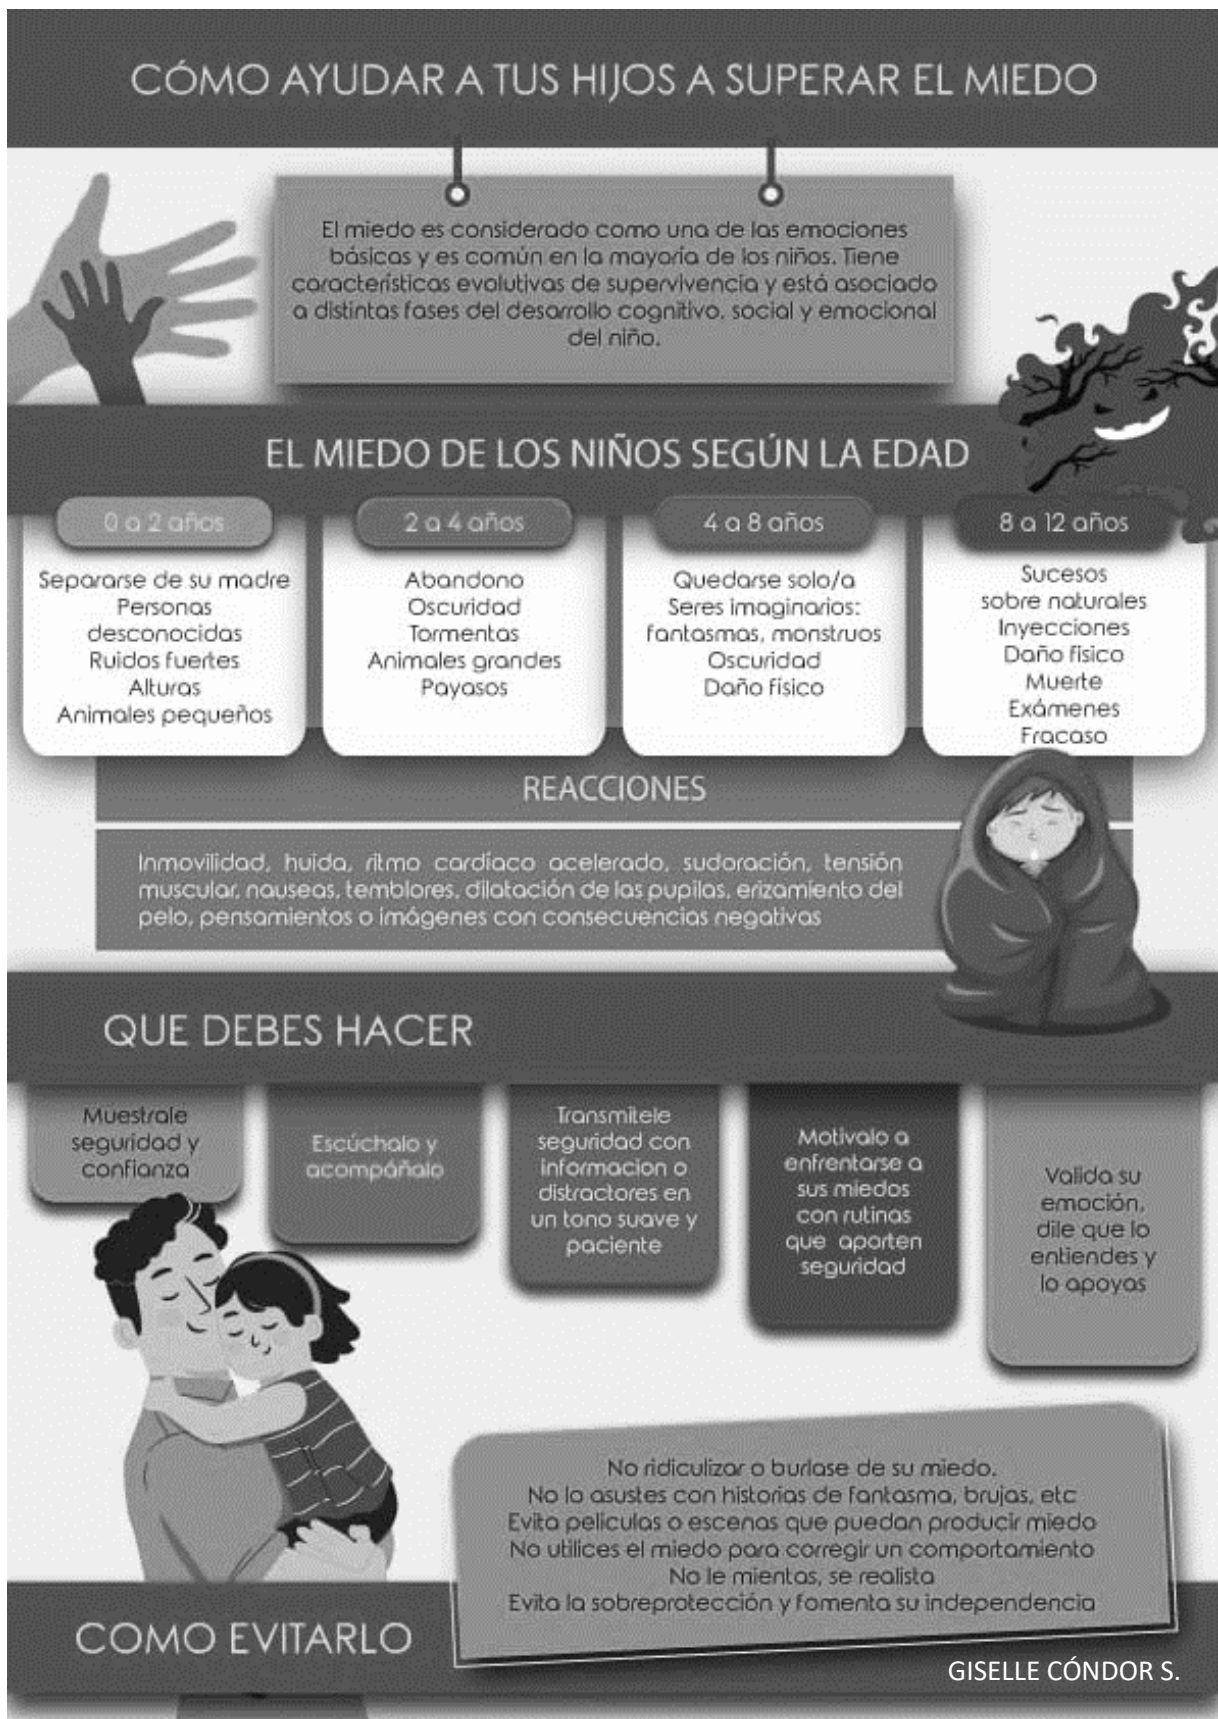 CÓMO AYUDAR A TUS HIJOS A SUPERAR EL MIEDO
El miedo es considerado como una de las emociones
básicas y es común en la mayoría de los niños. Tiene
características evolutivas de supervivencia y está asociado
a distintas fases del desarrollo cognitivo, social y emocional
del niño.
EL MIEDO DE LOS NIÑOS SEGÚN LA EDAD
0 a 2 años
Separarse de su madre
Personas
desconocidas
Ruidos fuertes
Alturas
Animales pequeños
2 a 4 años
Abandono
Oscuridad
Tormentas
Animales grandes
Payasos
4 a 8 años
Quedarse solo/a
Seres imaginarios:
fantasmas, monstruos
Oscuridad
Daño físico
8 a 12 años
Sucesos
sobre naturales
Inyecciones
Daño físico
Muerte
Exámenes
Fracaso
REACCIONES
Inmovilidad, huida, ritmo cardíaco acelerado, sudoración, tensión
muscular, nauseas, temblores, dilatación de las pupilas, erizamiento del
pelo, pensamientos o imágenes con consecuencias negativas
QUE DEBES HACER
Muestrale
seguridad y
confianza
Escúchalo y
acompáñalo
Transmitele
seguridad con
informacion o
distractores en
un tono suave y
paciente
Motivalo a
enfrentarse a
sus miedos
con rutinas
que aporten
seguridad
Valida su
emoción,
dile que lo
entiendes y
lo apoyas
No ridiculizar o burlase de su miedo.
No lo asustes con historias de fantasma, brujas, etc
Evita peliculas o escenas que puedan producir miedo
No utilices el miedo para corregir un comportamiento
No le mientas, se realista
Evita la sobreprotección y fomenta su independencia
COMO EVITARLO
GISELLE CÓNDOR S.